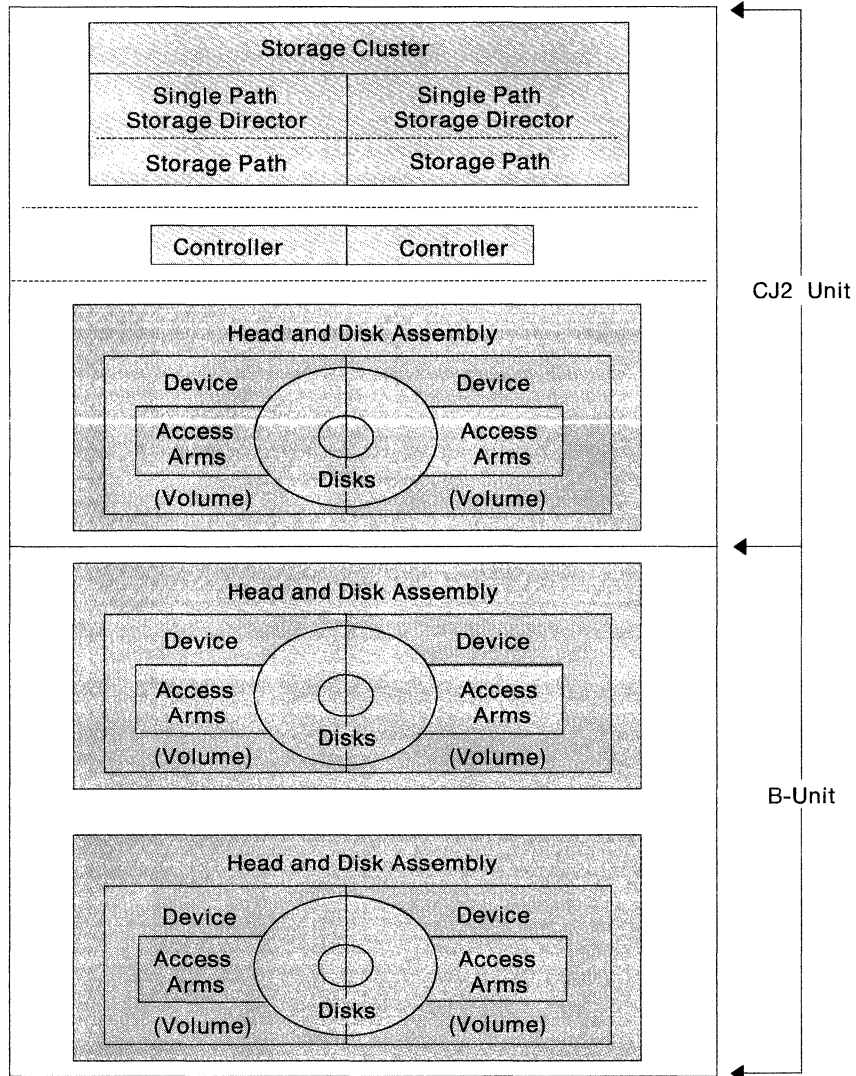 Storage Cluster
Single Path Single Path
Storage Director Storage Director
Storage Path Storage Path
Controller Controller
CJ2 Unit
Head and Disk Assembly
Device Device
Access Access
Arms Arms
Disks
(Volume) (Volume)
Head and Disk Assembly
Device Device
Access Access
Arms Arms
Disks
(Volume) (Volume)
B-Unit
Head and Disk Assembly
Device Device
Access Access
Arms Arms
Disks
(Volume) (Volume)